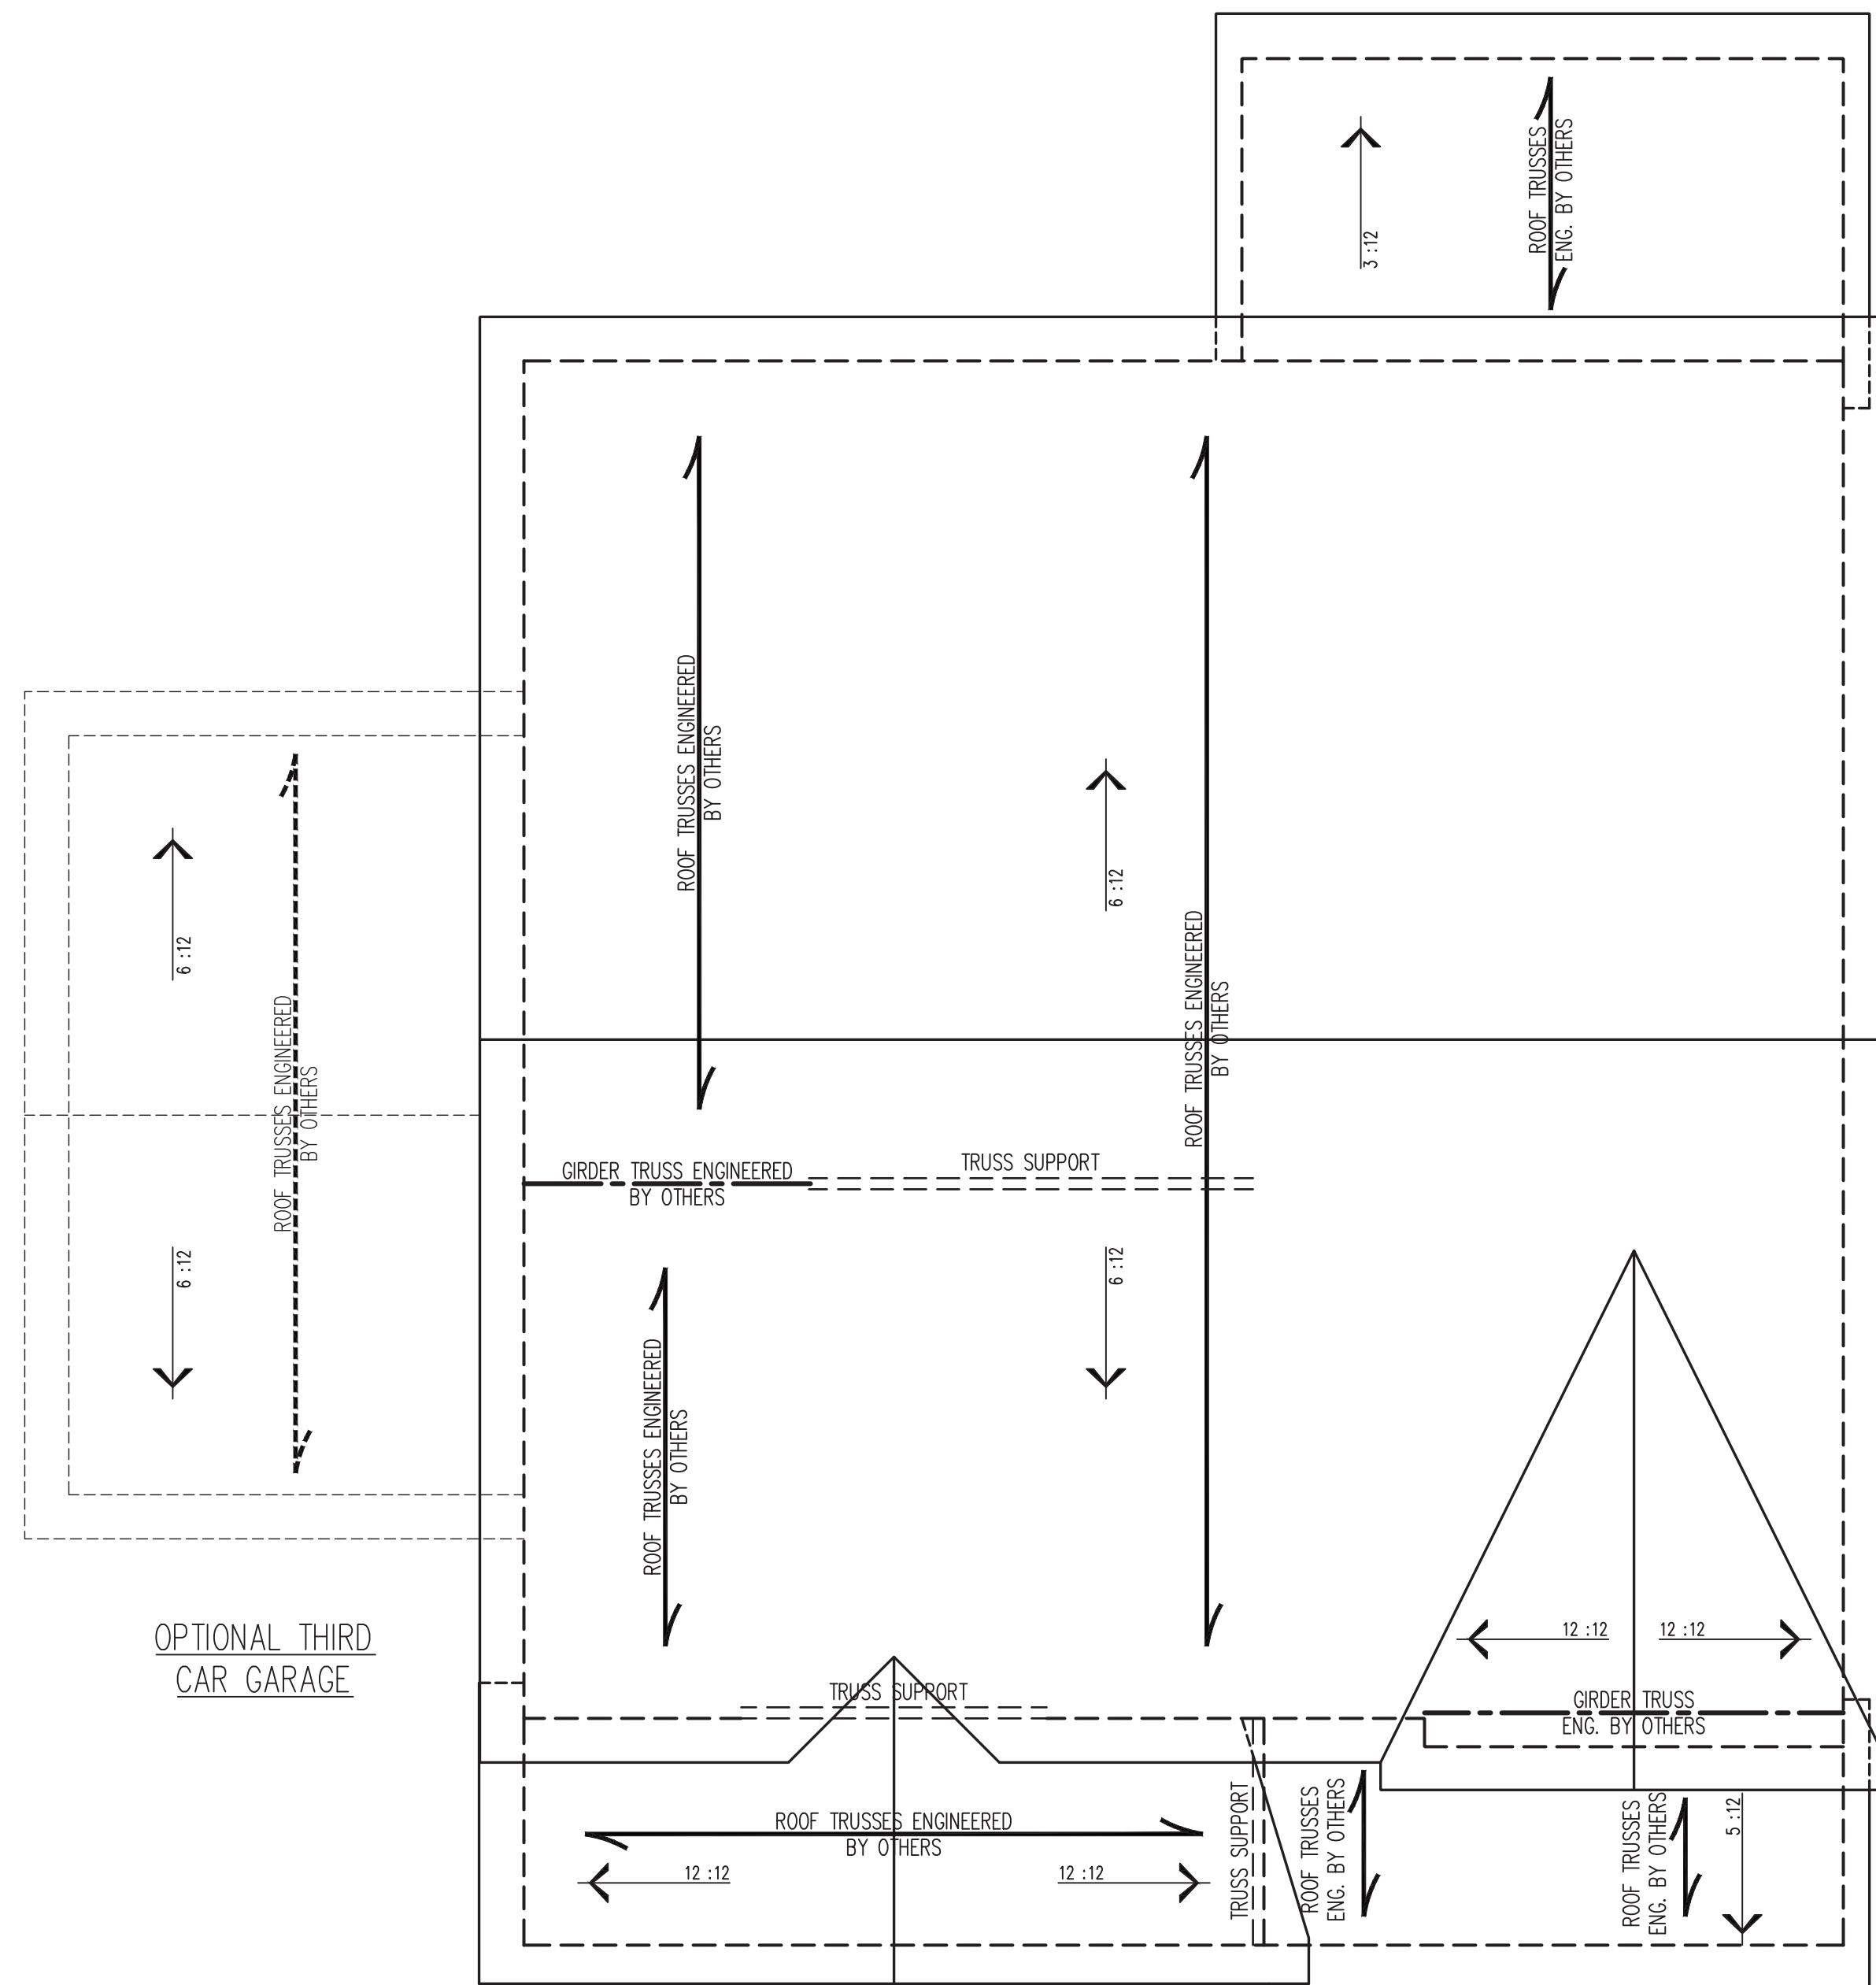 ROOF TRUSSES
ENG. BY OTHERS
3 :12
ROOF TRUSSES ENGINEERED
BY OTHERS
6 :12
ROOF TRUSSES ENGINEERED
BY OTHERS
6 :12
ROOF TRUSSES ENGINEERED
BY OTHERS
6 :12
GIRDER TRUSS ENGINEERED
BY OTHERS
TRUSS SUPPORT
6 :12
ROOF TRUSSES ENGINEERED
BY OTHERS
OPTIONAL THIRD
CAR GARAGE
12 :12
12 :12
GIRDER TRUSS
ENG. BY OTHERS
TRUSS SUPPORT
ROOF TRUSSES ENGINEERED
BY OTHERS
12 :12
12 :12
TRUSS SUPPORT
ROOF TRUSSES
ENG. BY OTHERS
ROOF TRUSSES
ENG. BY OTHERS
5 :12